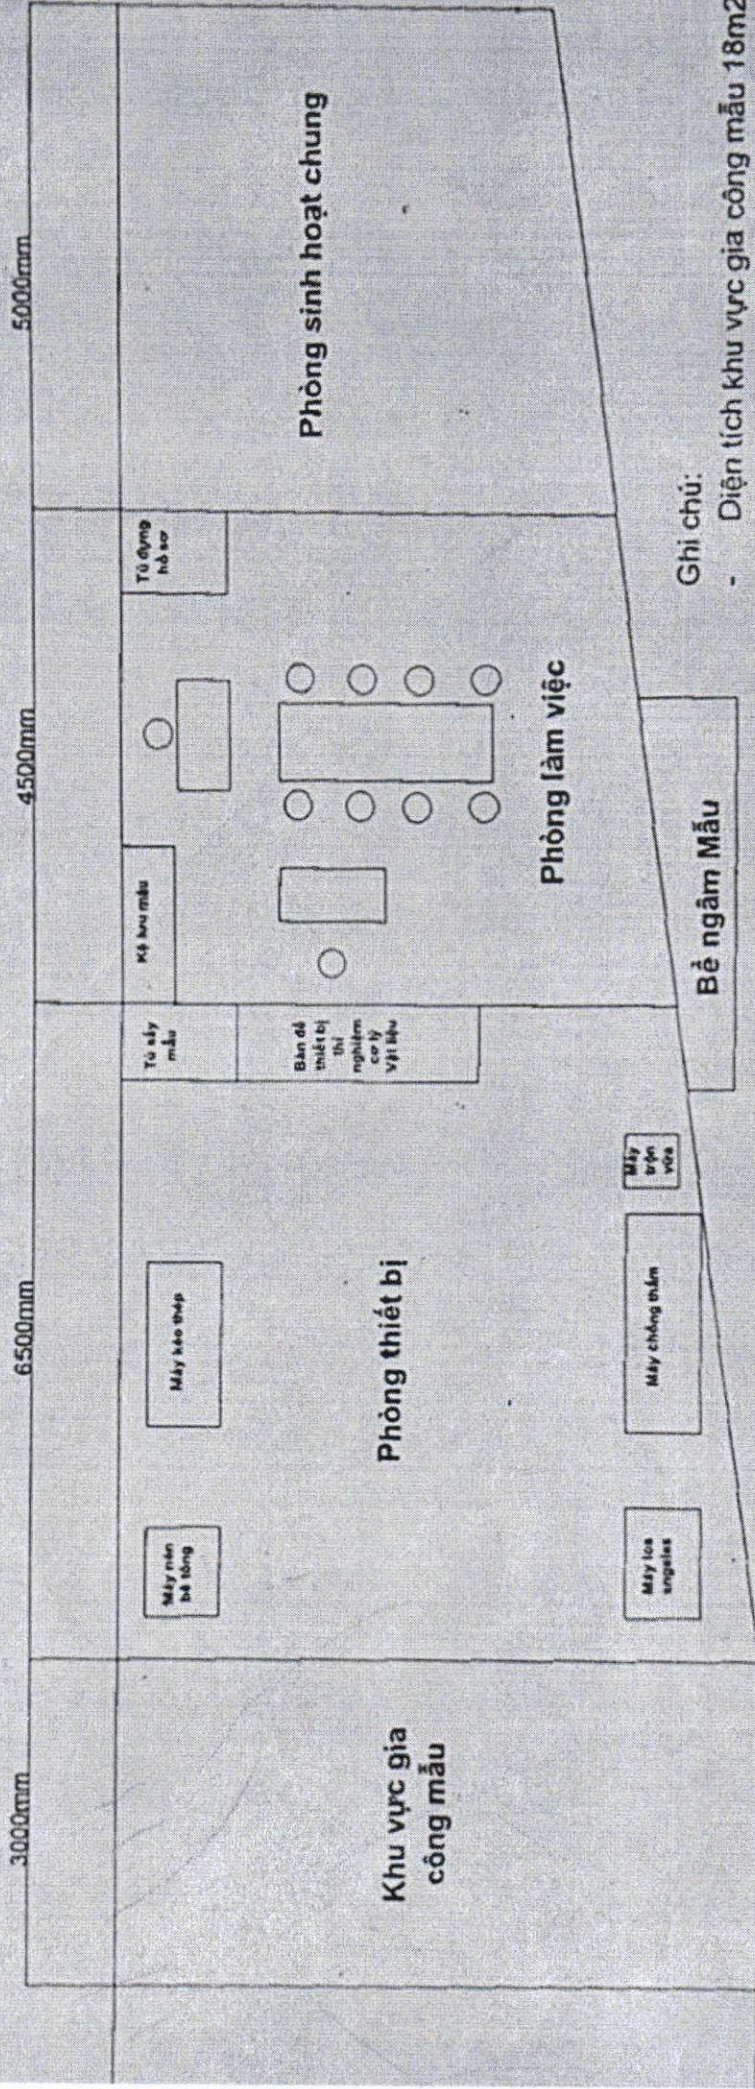 3000mm
6500mm
4500mm
5000mm
Máy nén
bê tông
Máy kéo thép
Tủ sấy
mẫu
Kệ lưu mẫu
Tủ đựng
hồ sơ
Bàn để
thiết bị
thí
nghiệm
cơ lý
Vật liệu
Phòng sinh hoạt chung
Khu vực gia
công mẫu
Phòng thiết bị
Phòng làm việc
Máy los
angeles
Máy chống thấm
Máy
trộn
vữa
Bể ngâm Mẫu
Ghi chú:
- Diện tích khu vực gia công mẫu 18m2